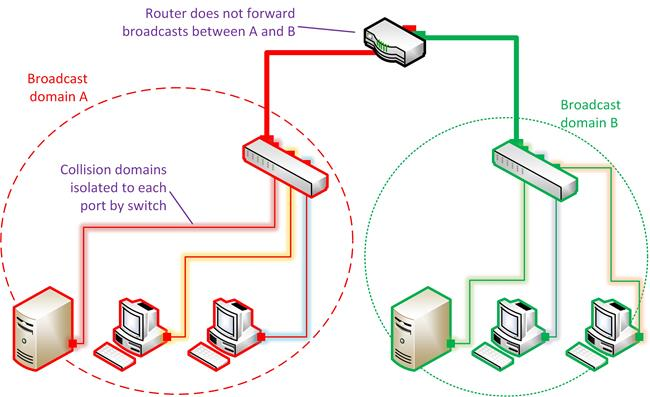 Router does not forward
broadcasts between A and B
Broadcast
domain A
Broadcast
domain B
Collision domains
isolated to each
port by switch